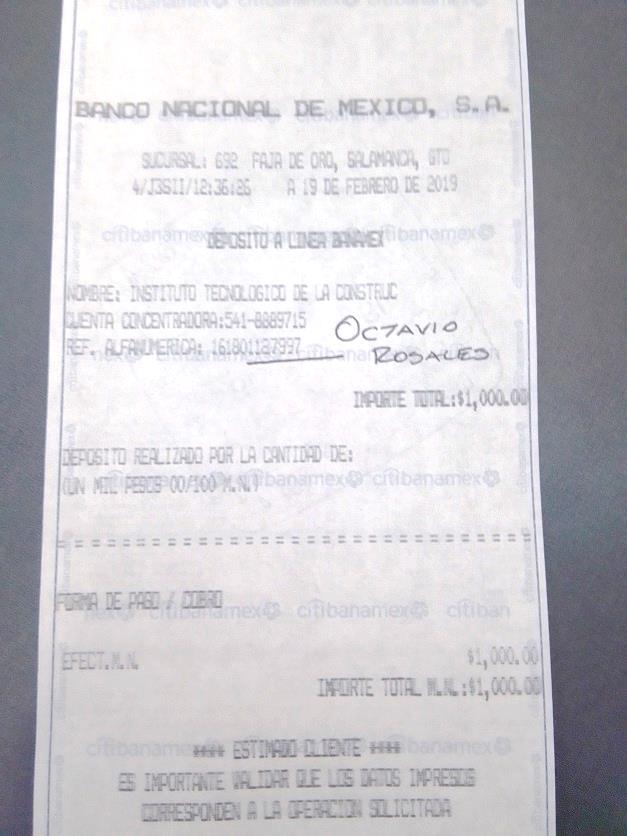 BANCO NACIONAL DE MEXICO, S.A.
SUCURSAL: 692 FAJA DE ORO, SALAMANCA, GTO
4/J3SII/12:36:26 A 19 DE FEBRERO DE 2019
DEPOSITO A LINEA BANAMEX
NOMBRE: INSTITUTO TECNOLOGICO DE LA CONSTRUC
CUENTA CONCENTRADORA:541-8889715
REF. ALFANUMERICA: 161801127997
OCTAVIO
ROSALES
IMPORTE TOTAL:$1,000.00
DEPOSITO REALIZADO POR LA CANTIDAD DE:
(UN MIL PESOS 00/100 M.N.)
================================
FORMA DE PAGO / COBRO
EFECT.M.N. $1,000.00
IMPORTE TOTAL M.N.:$1,000.00
**** ESTIMADO CLIENTE ****
ES IMPORTANTE VALIDAR QUE LOS DATOS IMPRESOS
CORRESPONDEN A LA OPERACION SOLICITADA